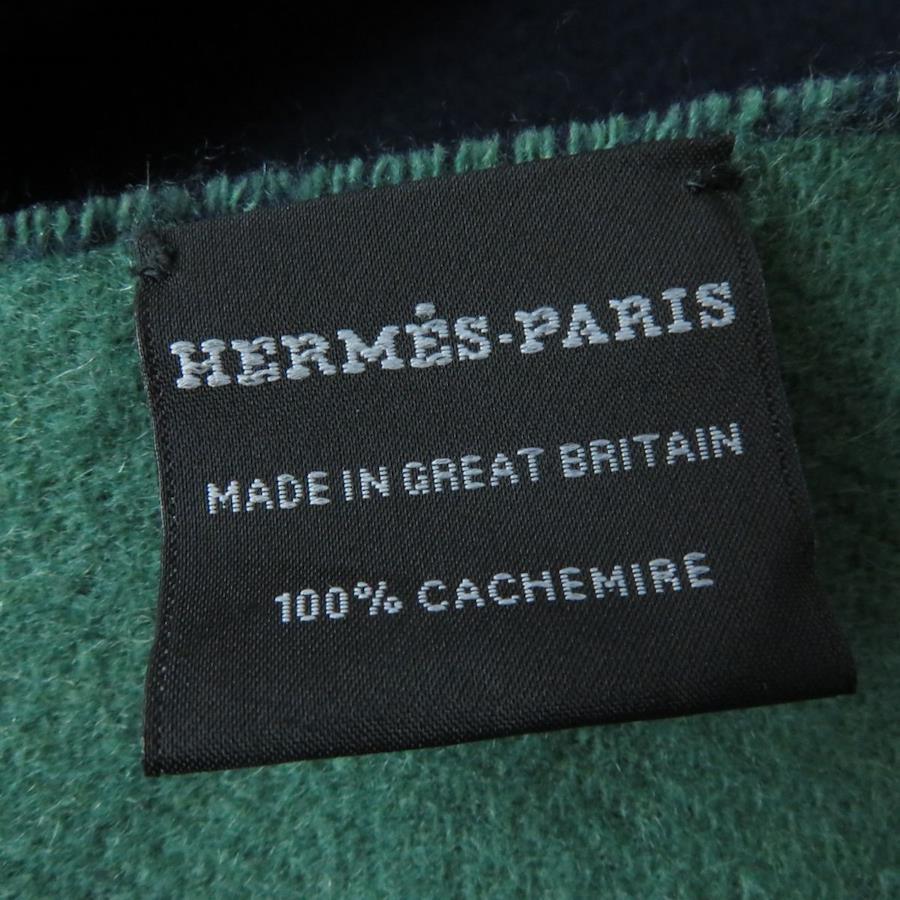 HERMÈS-PARIS
MADE IN GREAT BRITAIN
100% CACHEMIRE